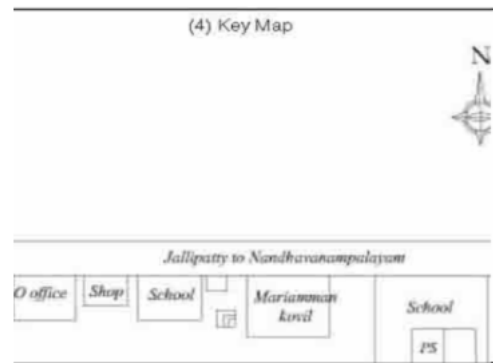 (4) Key Map
N
Jallipatty to Nandhavanampalayam
O office
Shop
School
Mariamman
kovil
School
PS